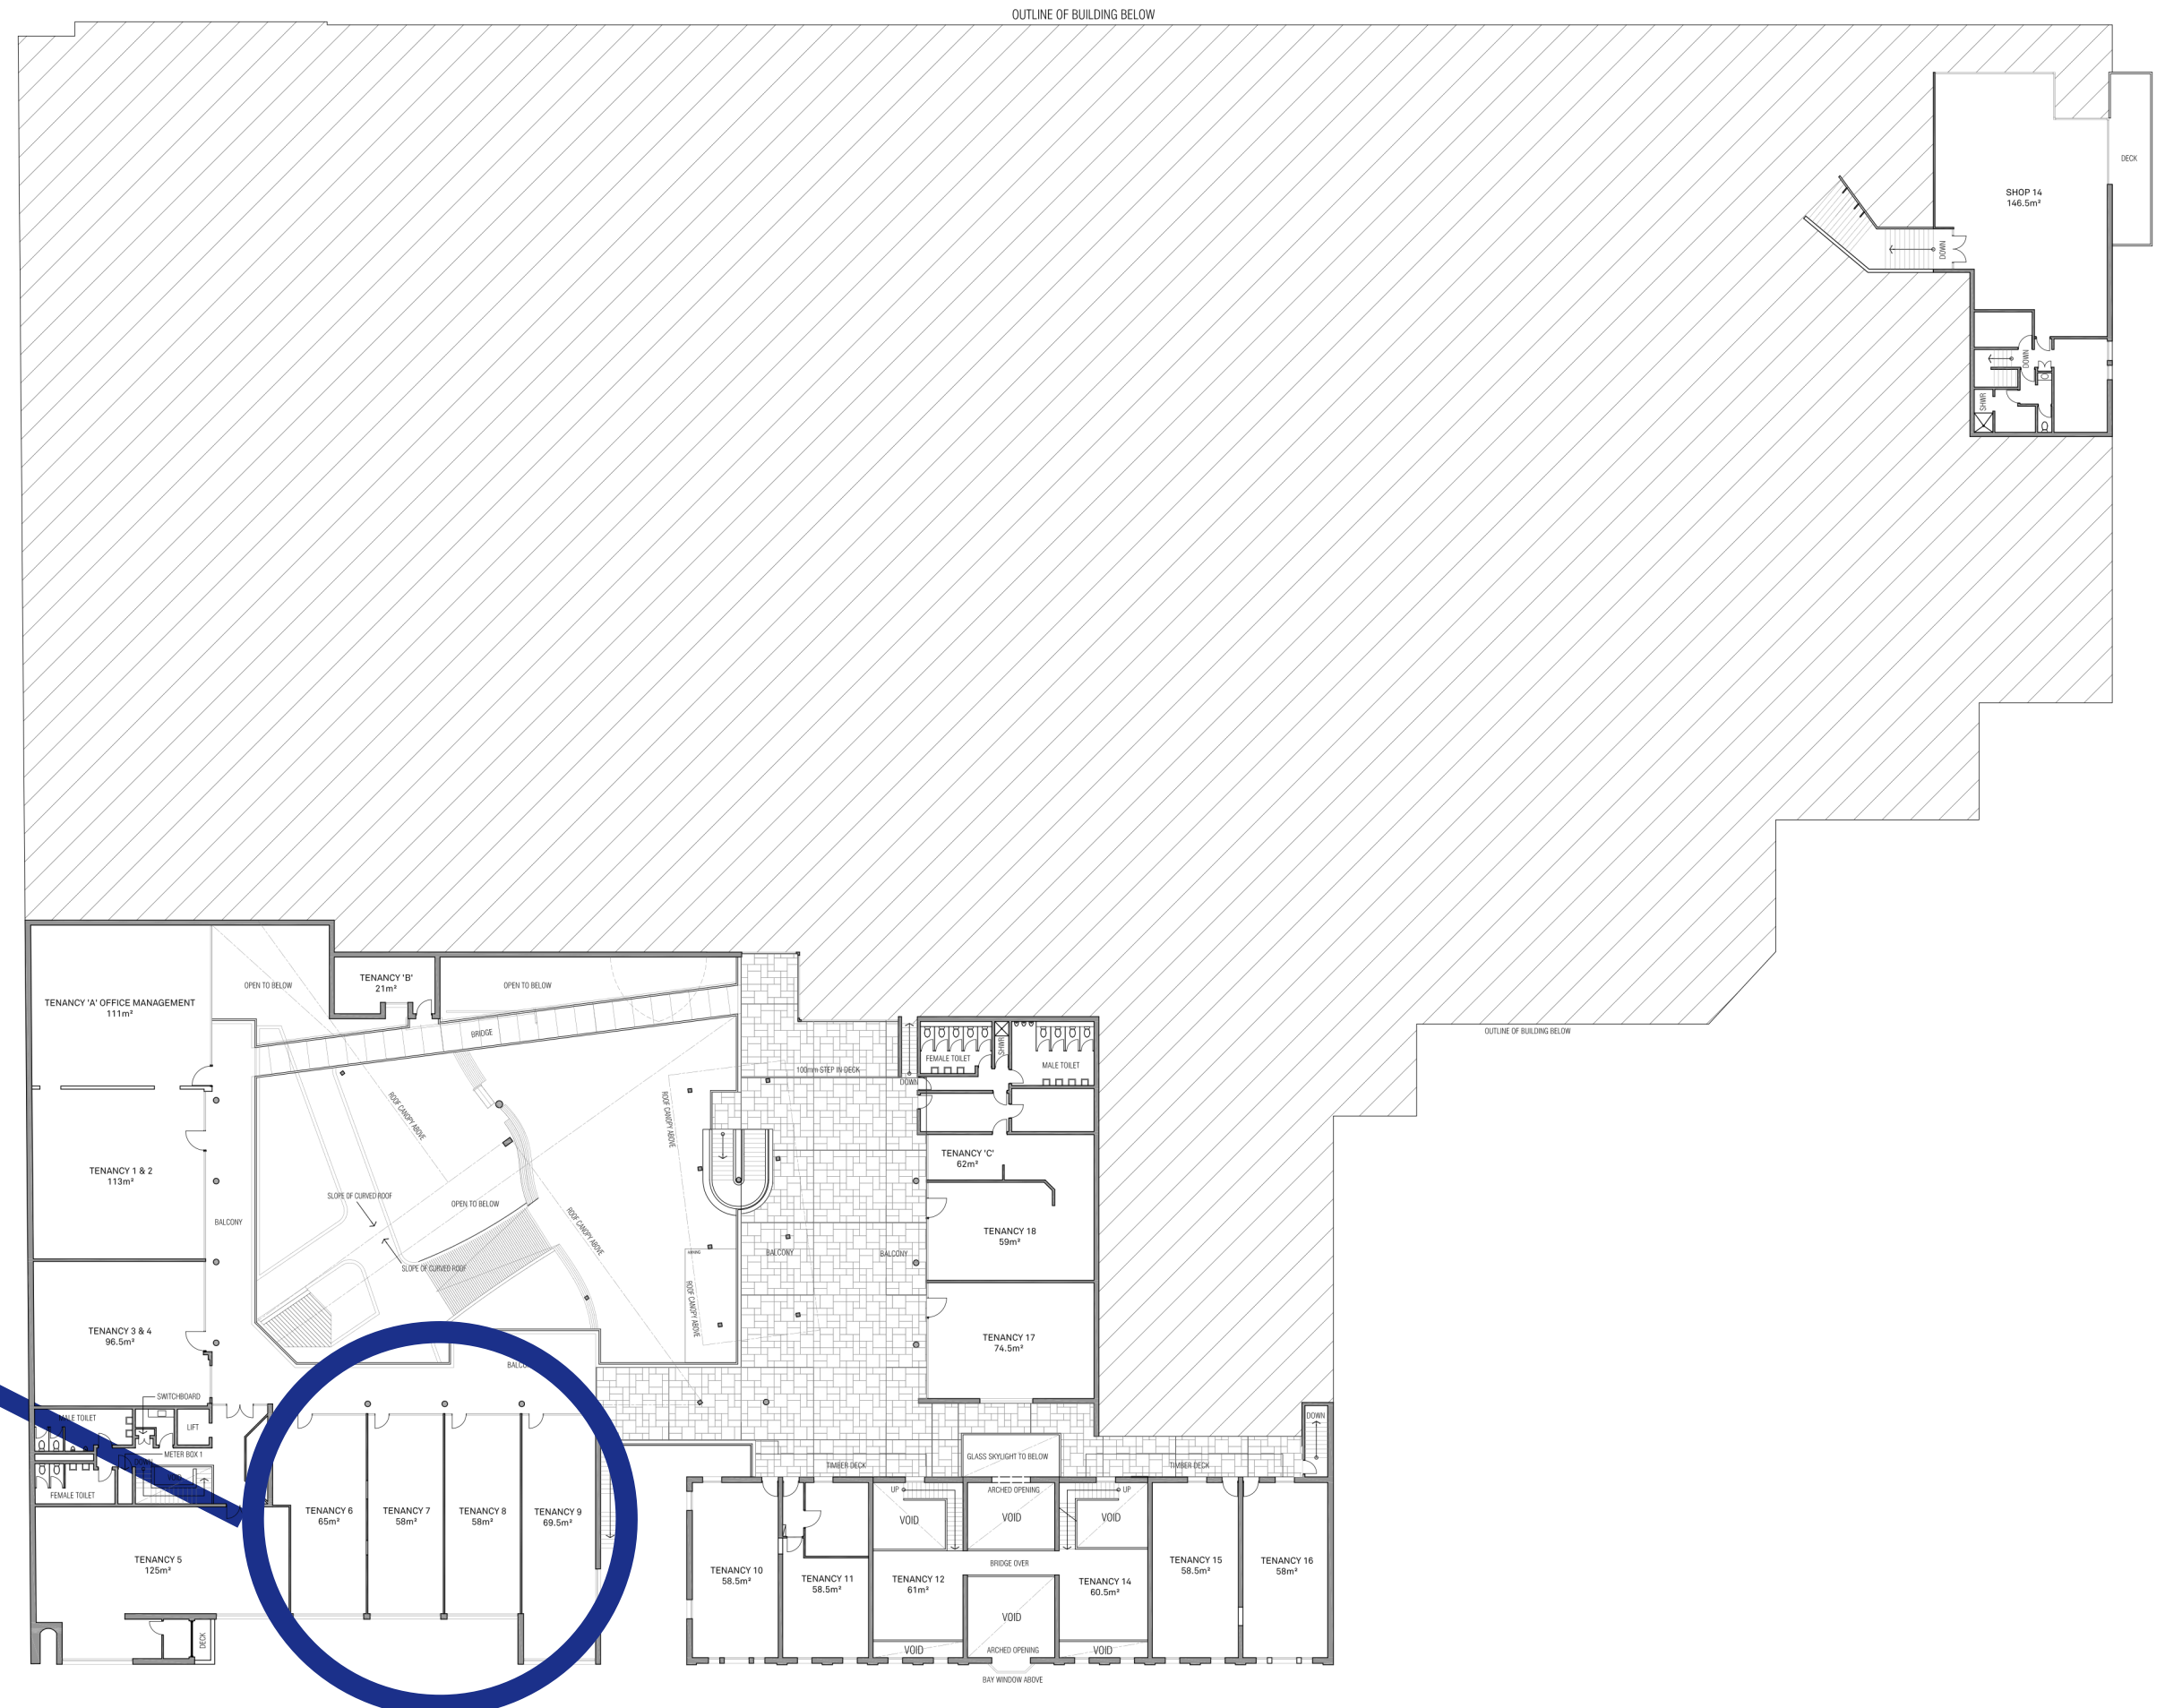 OUTLINE OF BUILDING BELOW
DECK
SHOP 14
146.5m²
DOWN
DOWN
SHWR
TENANCY 'B'
21m²
OPEN TO BELOW
OPEN TO BELOW
TENANCY 'A' OFFICE MANAGEMENT
111m²
BRIDGE
OUTLINE OF BUILDING BELOW
FEMALE TOILET
SHWR
MALE TOILET
100mm STEP IN DECK
DOWN
ROOF CANOPY ABOVE
ROOF CANOPY ABOVE
TENANCY 'C'
62m²
TENANCY 1 & 2
113m²
SLOPE OF CURVED ROOF
OPEN TO BELOW
BALCONY
ROOF CANOPY ABOVE
TENANCY 18
59m²
AWNING
BALCONY
BALCONY
SLOPE OF CURVED ROOF
ROOF CANOPY ABOVE
TENANCY 3 & 4
96.5m²
TENANCY 17
74.5m²
SWITCHBOARD
MALE TOILET
LIFT
DOWN
METER BOX 1
DOWN
VOID
GLASS SKYLIGHT TO BELOW
TIMBER DECK
TIMBER DECK
FEMALE TOILET
UP
ARCHED OPENING
UP
TENANCY 6
65m²
TENANCY 7
58m²
TENANCY 8
58m²
TENANCY 9
69.5m²
VOID
VOID
VOID
TENANCY 5
125m²
BRIDGE OVER
TENANCY 10
58.5m²
TENANCY 11
58.5m²
TENANCY 12
61m²
TENANCY 14
60.5m²
TENANCY 15
58.5m²
TENANCY 16
58m²
VOID
DECK
VOID
ARCHED OPENING
VOID
BAY WINDOW ABOVE